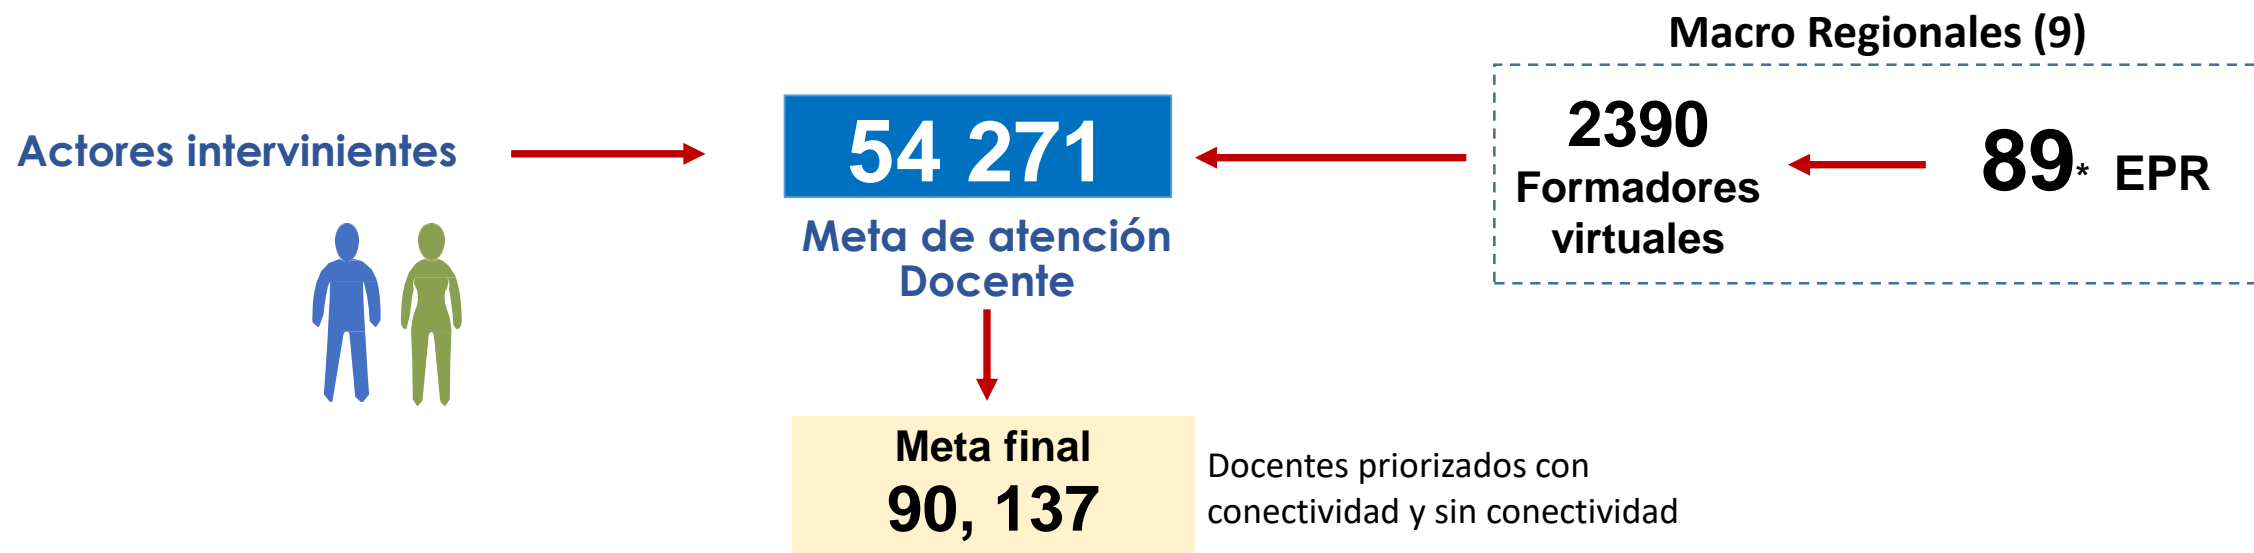 Macro Regionales (9)
Actores intervinientes
54 271
Meta de atención
Docente
2390
Formadores
virtuales
89* EPR
Meta final
90, 137
Docentes priorizados con
conectividad y sin conectividad